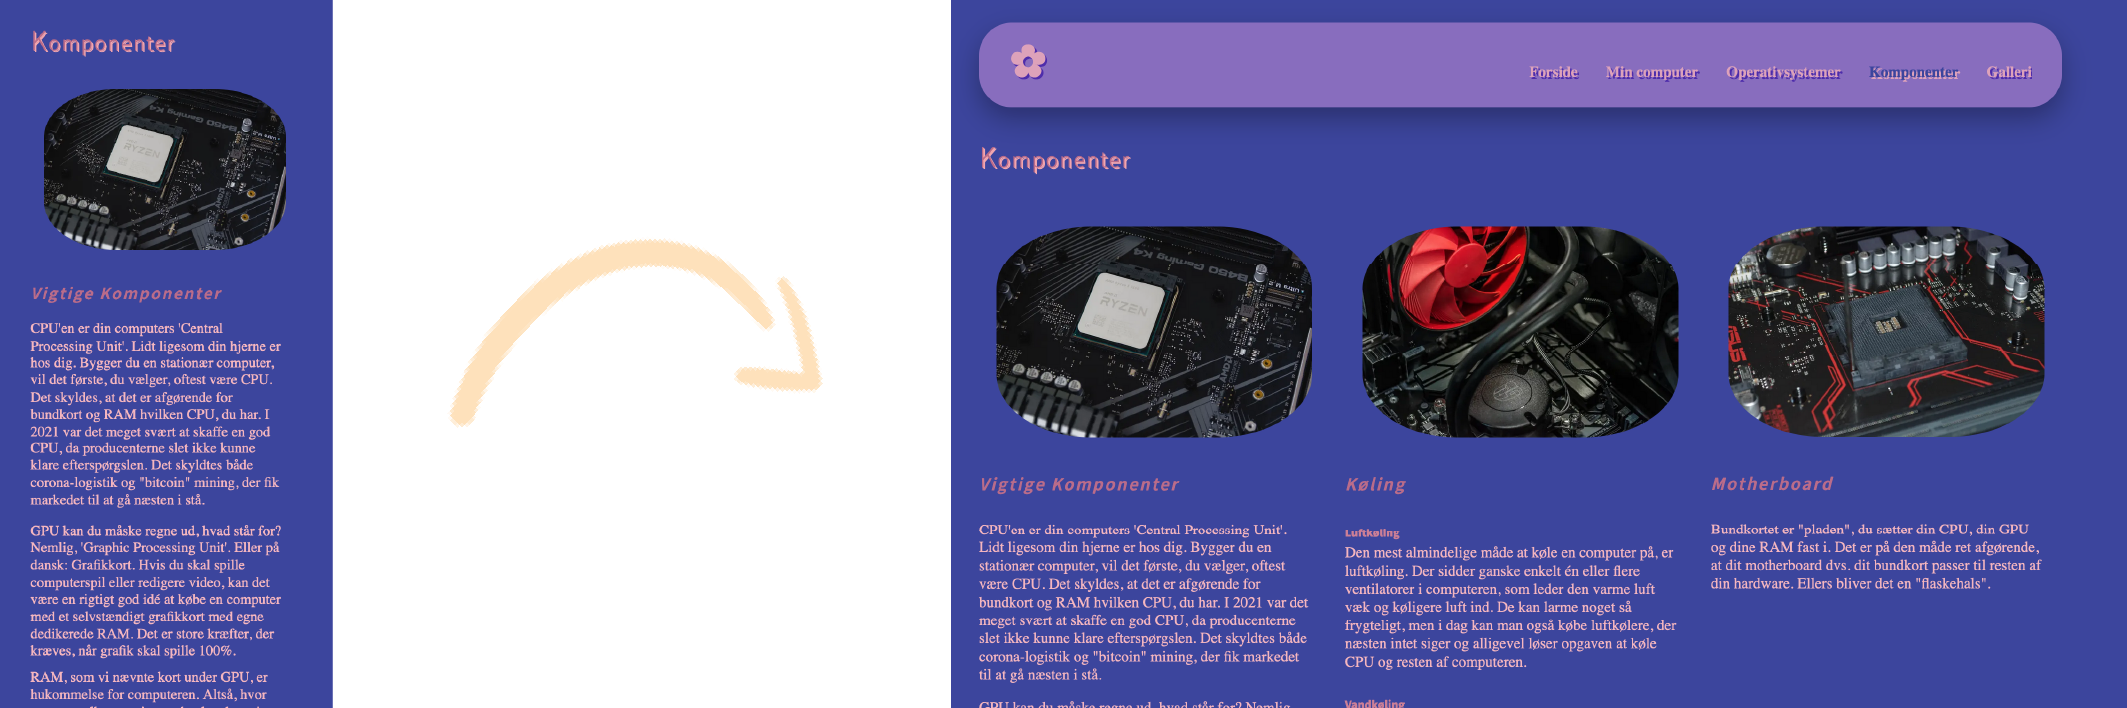 Komponenter
B450 Gaming K4
Ultra M.2
RYZEN
Vigtige Komponenter
CPU'en er din computers 'Central
Processing Unit'. Lidt ligesom din hjerne er
hos dig. Bygger du en stationær computer,
vil det første, du vælger, oftest være CPU.
Det skyldes, at det er afgørende for
bundkort og RAM hvilken CPU, du har. I
2021 var det meget svært at skaffe en god
CPU, da producenterne slet ikke kunne
klare efterspørgslen. Det skyldtes både
corona-logistik og "bitcoin" mining, der fik
markedet til at gå næsten i stå.
GPU kan du måske regne ud, hvad står for?
Nemlig, 'Graphic Processing Unit'. Eller på
dansk: Grafikkort. Hvis du skal spille
computerspil eller redigere video, kan det
være en rigtigt god idé at købe en computer
med et selvstændigt grafikkort med egne
dedikerede RAM. Det er store kræfter, der
kræves, når grafik skal spille 100%.
RAM, som vi nævnte kort under GPU, er
hukommelse for computeren. Altså, hvor
Forside Min computer Operativsystemer Komponenter Galleri
Komponenter
B450 Gaming K4
Ultra M.2
RYZEN
Vigtige Komponenter
CPU'en er din computers 'Central Processing Unit'.
Lidt ligesom din hjerne er hos dig. Bygger du en
stationær computer, vil det første, du vælger, oftest
være CPU. Det skyldes, at det er afgørende for
bundkort og RAM hvilken CPU, du har. I 2021 var det
meget svært at skaffe en god CPU, da producenterne
slet ikke kunne klare efterspørgslen. Det skyldtes både
corona-logistik og "bitcoin" mining, der fik markedet
til at gå næsten i stå.
GPU kan du måske regne ud, hvad står for? Nemlig,
Køling
Luftkøling
Den mest almindelige måde at køle en computer på, er
luftkøling. Der sidder ganske enkelt én eller flere
ventilatorer i computeren, som leder den varme luft
væk og køligere luft ind. De kan larme noget så
frygteligt, men i dag kan man også købe luftkølere, der
næsten intet siger og alligevel løser opgaven at køle
CPU og resten af computeren.
Vandkøling
Motherboard
Bundkortet er "pladen", du sætter din CPU, din GPU
og dine RAM fast i. Det er på den måde ret afgørende,
at dit motherboard dvs. dit bundkort passer til resten af
din hardware. Ellers bliver det en "flaskehals".